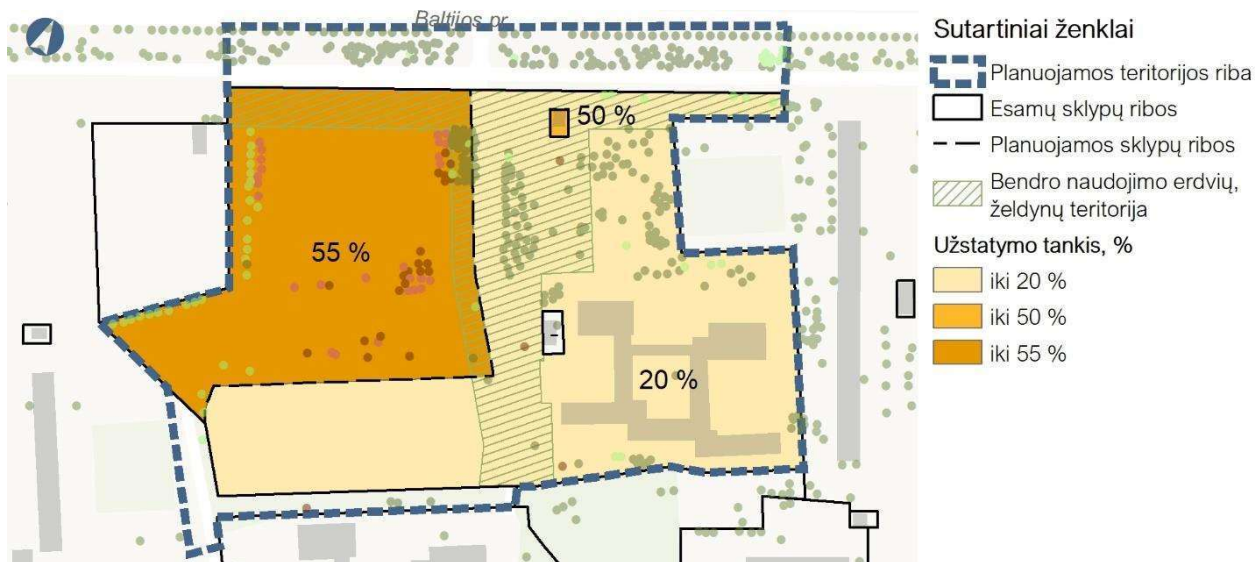 Baltijos pr.
50 %
55 %
20 %
Sutartiniai ženklai
Planuojamos teritorijos riba
Esamų sklypų ribos
Planuojamos sklypų ribos
Bendro naudojimo erdvių,
želdynų teritorija
Užstatymo tankis, %
iki 20 %
iki 50 %
iki 55 %